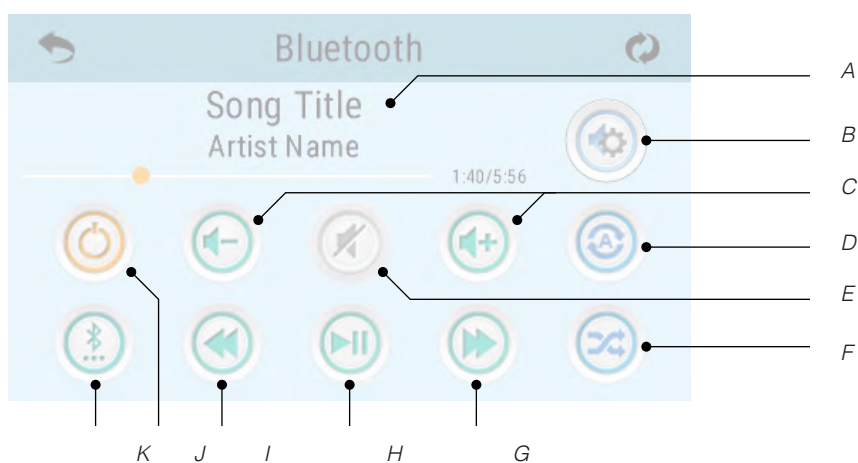 Bluetooth
A
Song Title
Artist Name
B
1:40/5:56
C
A
D
E
F
K J I H G